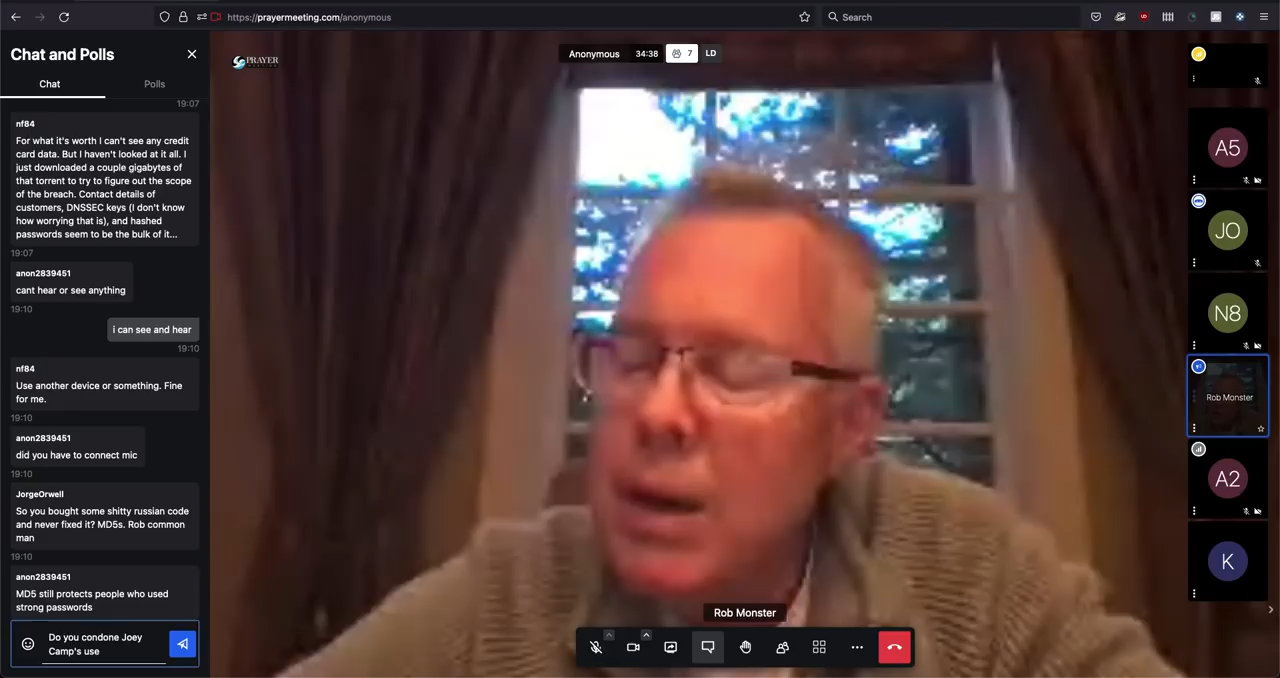 https://prayermeeting.com/anonymous
Search
Chat and Polls
Chat
Polls
19:07
nf84
For what it's worth I can't see any credit
card data. But I haven't looked at it all. I
just downloaded a couple gigabytes of
that torrent to try to figure out the scope
of the breach. Contact details of
customers, DNSSEC keys (I don't know
how worrying that is), and hashed
passwords seem to be the bulk of it...
19:07
anon2839451
cant hear or see anything
19:10
i can see and hear
19:10
nf84
Use another device or something. Fine
for me.
19:10
anon2839451
did you have to connect mic
19:10
JorgeOrwell
So you bought some shitty russian code
and never fixed it? MD5s. Rob common
man
19:10
anon2839451
MD5 still protects people who used
strong passwords
Do you condone Joey
Camp's use
PRAYER
MEETING
Anonymous 34:38 7 LD
Rob Monster
A5
JO
N8
Rob Monster
A2
K